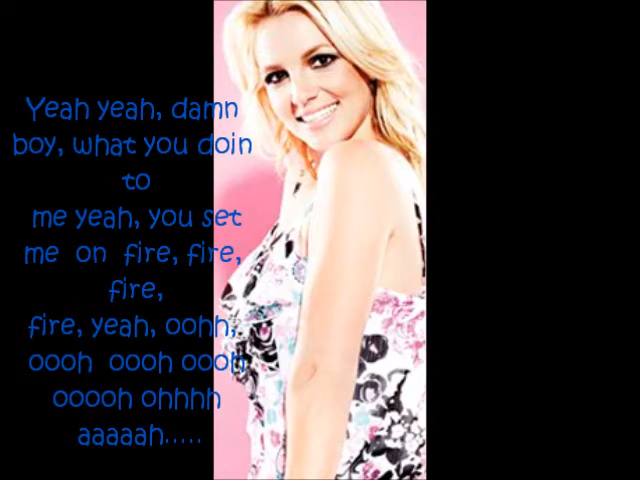 Yeah yeah, damn
boy, what you doin
to
me yeah, you set
me on fire, fire,
fire,
fire, yeah, oohh,
oooh oooh oooh
ooooh ohhhh
aaaaah.....